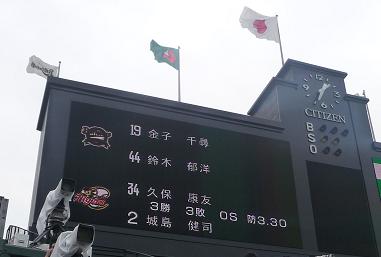 CITIZEN
B
S
O
19 金子 千尋
44 鈴木 郁洋
34 久保 康友
3勝 3敗 0S 防3.30
2 城島 健司
Tigers